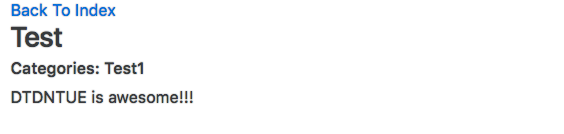 Back To Index
Test
Categories: Test1
DTDNTUE is awesome!!!